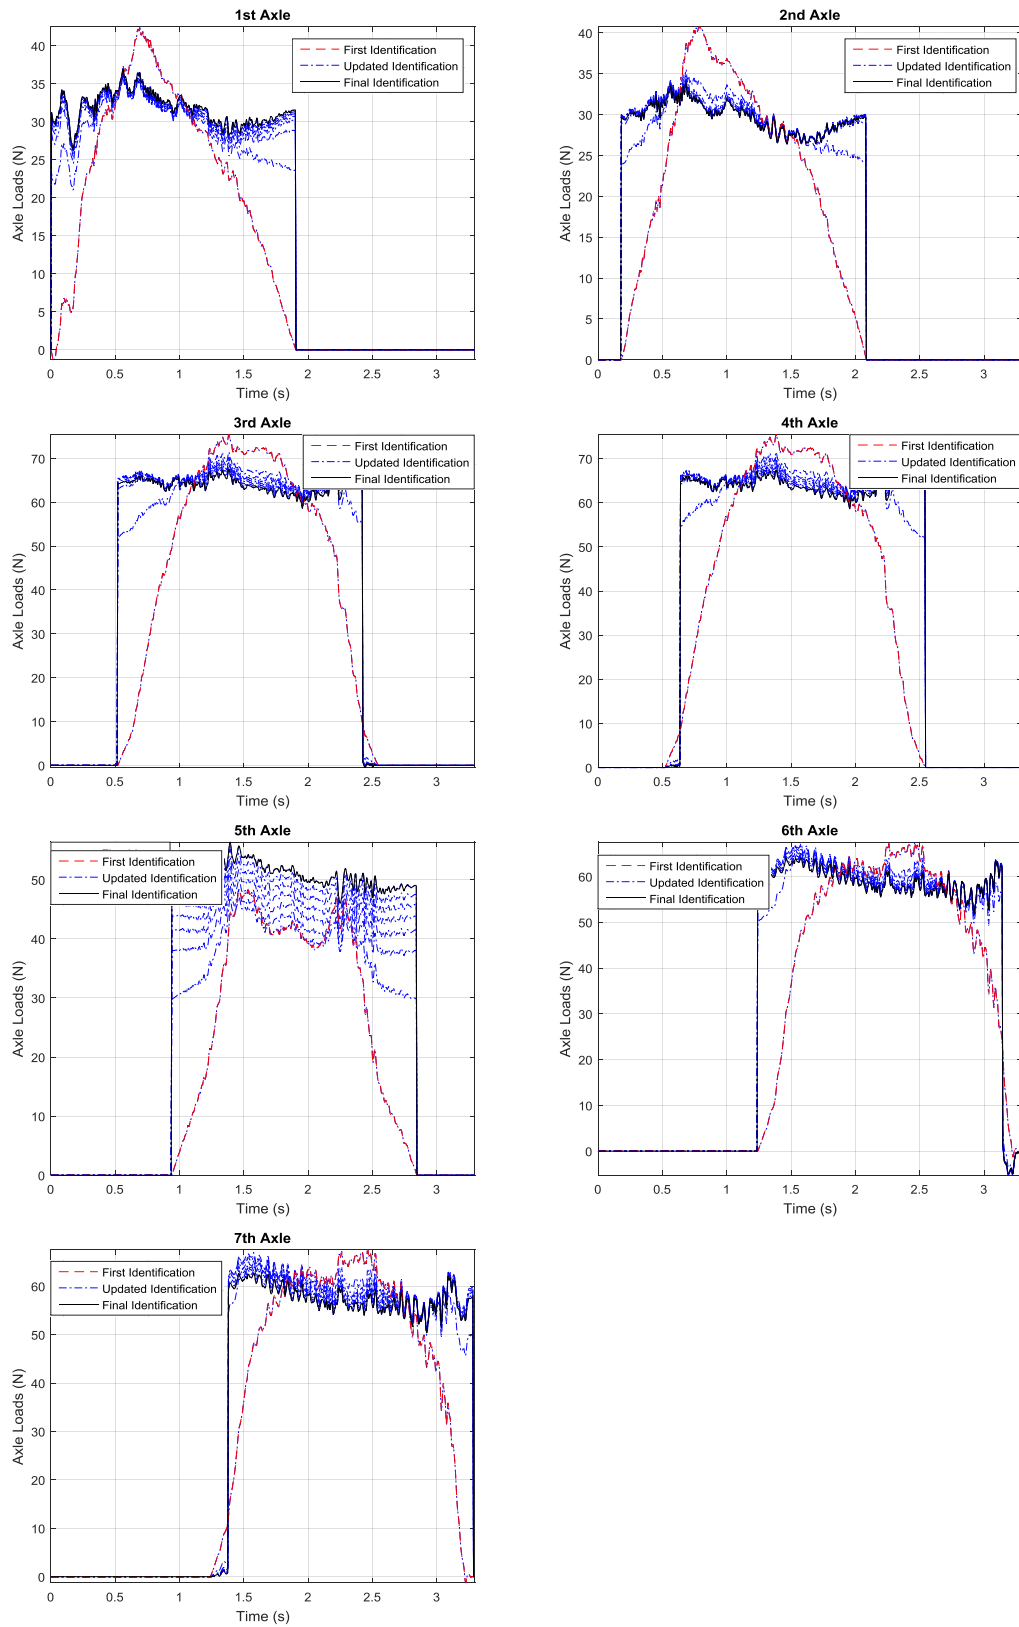 1st Axle
40
35
30
25
20
15
10
5
0
Axle Loads (N)
First Identification
Updated Identification
Final Identification
0 0.5 1 1.5 2 2.5 3
Time (s)
2nd Axle
40
35
30
25
20
15
10
5
0
Axle Loads (N)
First Identification
Updated Identification
Final Identification
0 0.5 1 1.5 2 2.5 3
Time (s)
3rd Axle
70
60
50
40
30
20
10
0
Axle Loads (N)
First Identification
Updated Identification
Final Identification
0 0.5 1 1.5 2 2.5 3
Time (s)
4th Axle
70
60
50
40
30
20
10
0
Axle Loads (N)
First Identification
Updated Identification
Final Identification
0 0.5 1 1.5 2 2.5 3
Time (s)
5th Axle
50
40
30
20
10
0
Axle Loads (N)
First Identification
Updated Identification
Final Identification
0 0.5 1 1.5 2 2.5 3
Time (s)
6th Axle
60
50
40
30
20
10
0
Axle Loads (N)
First Identification
Updated Identification
Final Identification
0 0.5 1 1.5 2 2.5 3
Time (s)
7th Axle
60
50
40
30
20
10
0
Axle Loads (N)
First Identification
Updated Identification
Final Identification
0 0.5 1 1.5 2 2.5 3
Time (s)